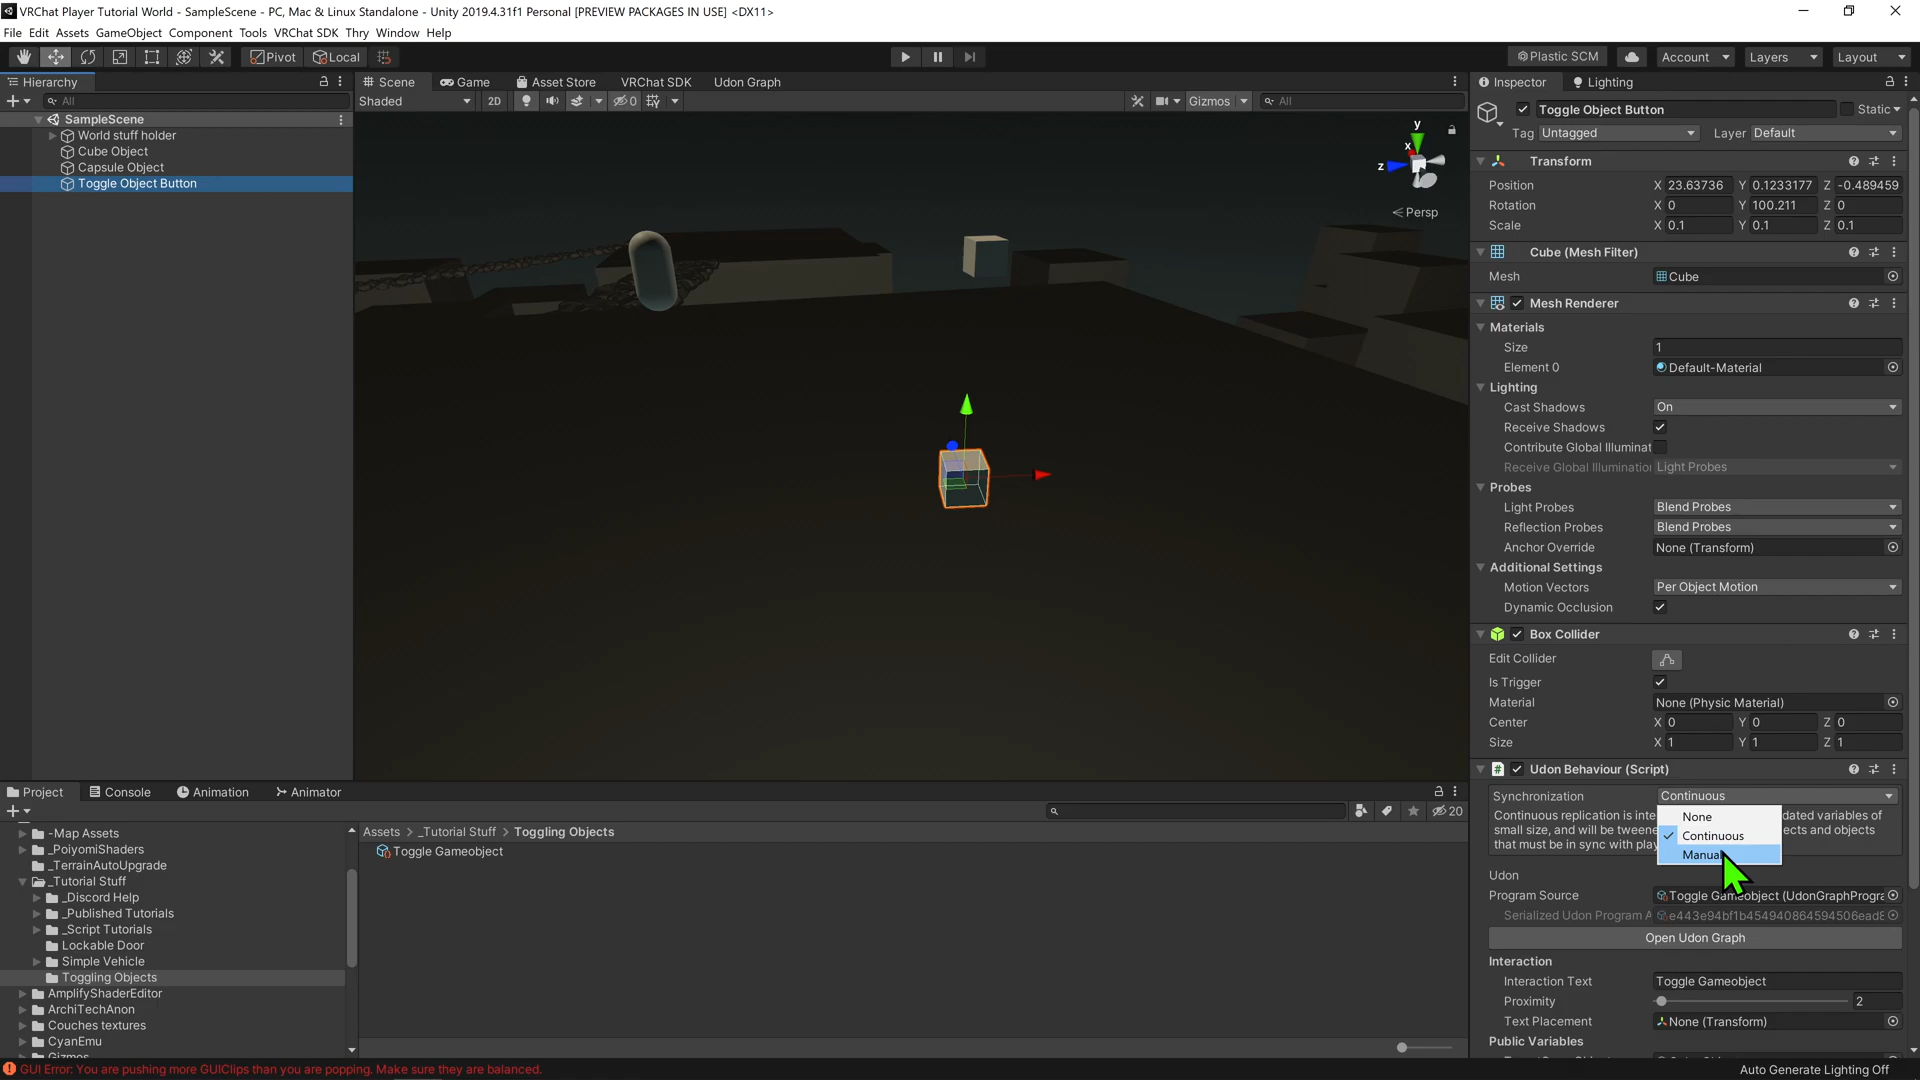 VRChat Player Tutorial World - SampleScene - PC, Mac & Linux Standalone - Unity 2019.4.31f1 Personal [PREVIEW PACKAGES IN USE] <DX11>
File Edit Assets GameObject Component Tools VRChat SDK Thry Window Help
Pivot Local Plastic SCM Account Layers Layout
Hierarchy Scene Game Asset Store VRChat SDK Udon Graph Inspector Lighting
All Shaded 2D 0 Gizmos All
SampleScene
World stuff holder
Cube Object
Capsule Object
Toggle Object Button
y
x
z
Persp
Toggle Object Button Static
Tag Untagged Layer Default
Transform
Position X 23.63736 Y 0.1233177 Z -0.489459
Rotation X 0 Y 100.211 Z 0
Scale X 0.1 Y 0.1 Z 0.1
Cube (Mesh Filter)
Mesh Cube
Mesh Renderer
Materials
Size 1
Element 0 Default-Material
Lighting
Cast Shadows On
Receive Shadows
Contribute Global Illuminat
Receive Global Illuminatio Light Probes
Probes
Light Probes Blend Probes
Reflection Probes Blend Probes
Anchor Override None (Transform)
Additional Settings
Motion Vectors Per Object Motion
Dynamic Occlusion
Box Collider
Edit Collider
Is Trigger
Material None (Physic Material)
Center X 0 Y 0 Z 0
Size X 1 Y 1 Z 1
Udon Behaviour (Script)
Synchronization Continuous
Continuous replication is inte dated variables of
small size, and will be tweene ects and objects
that must be in sync with play
None
Continuous
Manual
Udon
Program Source Toggle Gameobject (UdonGraphProgra
Serialized Udon Program A e443e94bf1b454940864594506ead8
Open Udon Graph
Interaction
Interaction Text Toggle Gameobject
Proximity 2
Text Placement None (Transform)
Public Variables
Project Console Animation Animator
20
-Map Assets
_PoiyomiShaders
_TerrainAutoUpgrade
_Tutorial Stuff
_Discord Help
_Published Tutorials
_Script Tutorials
Lockable Door
Simple Vehicle
Toggling Objects
AmplifyShaderEditor
ArchiTechAnon
Couches textures
CyanEmu
Gizmos
Assets > _Tutorial Stuff > Toggling Objects
Toggle Gameobject
GUI Error: You are pushing more GUIClips than you are popping. Make sure they are balanced.
Auto Generate Lighting Off